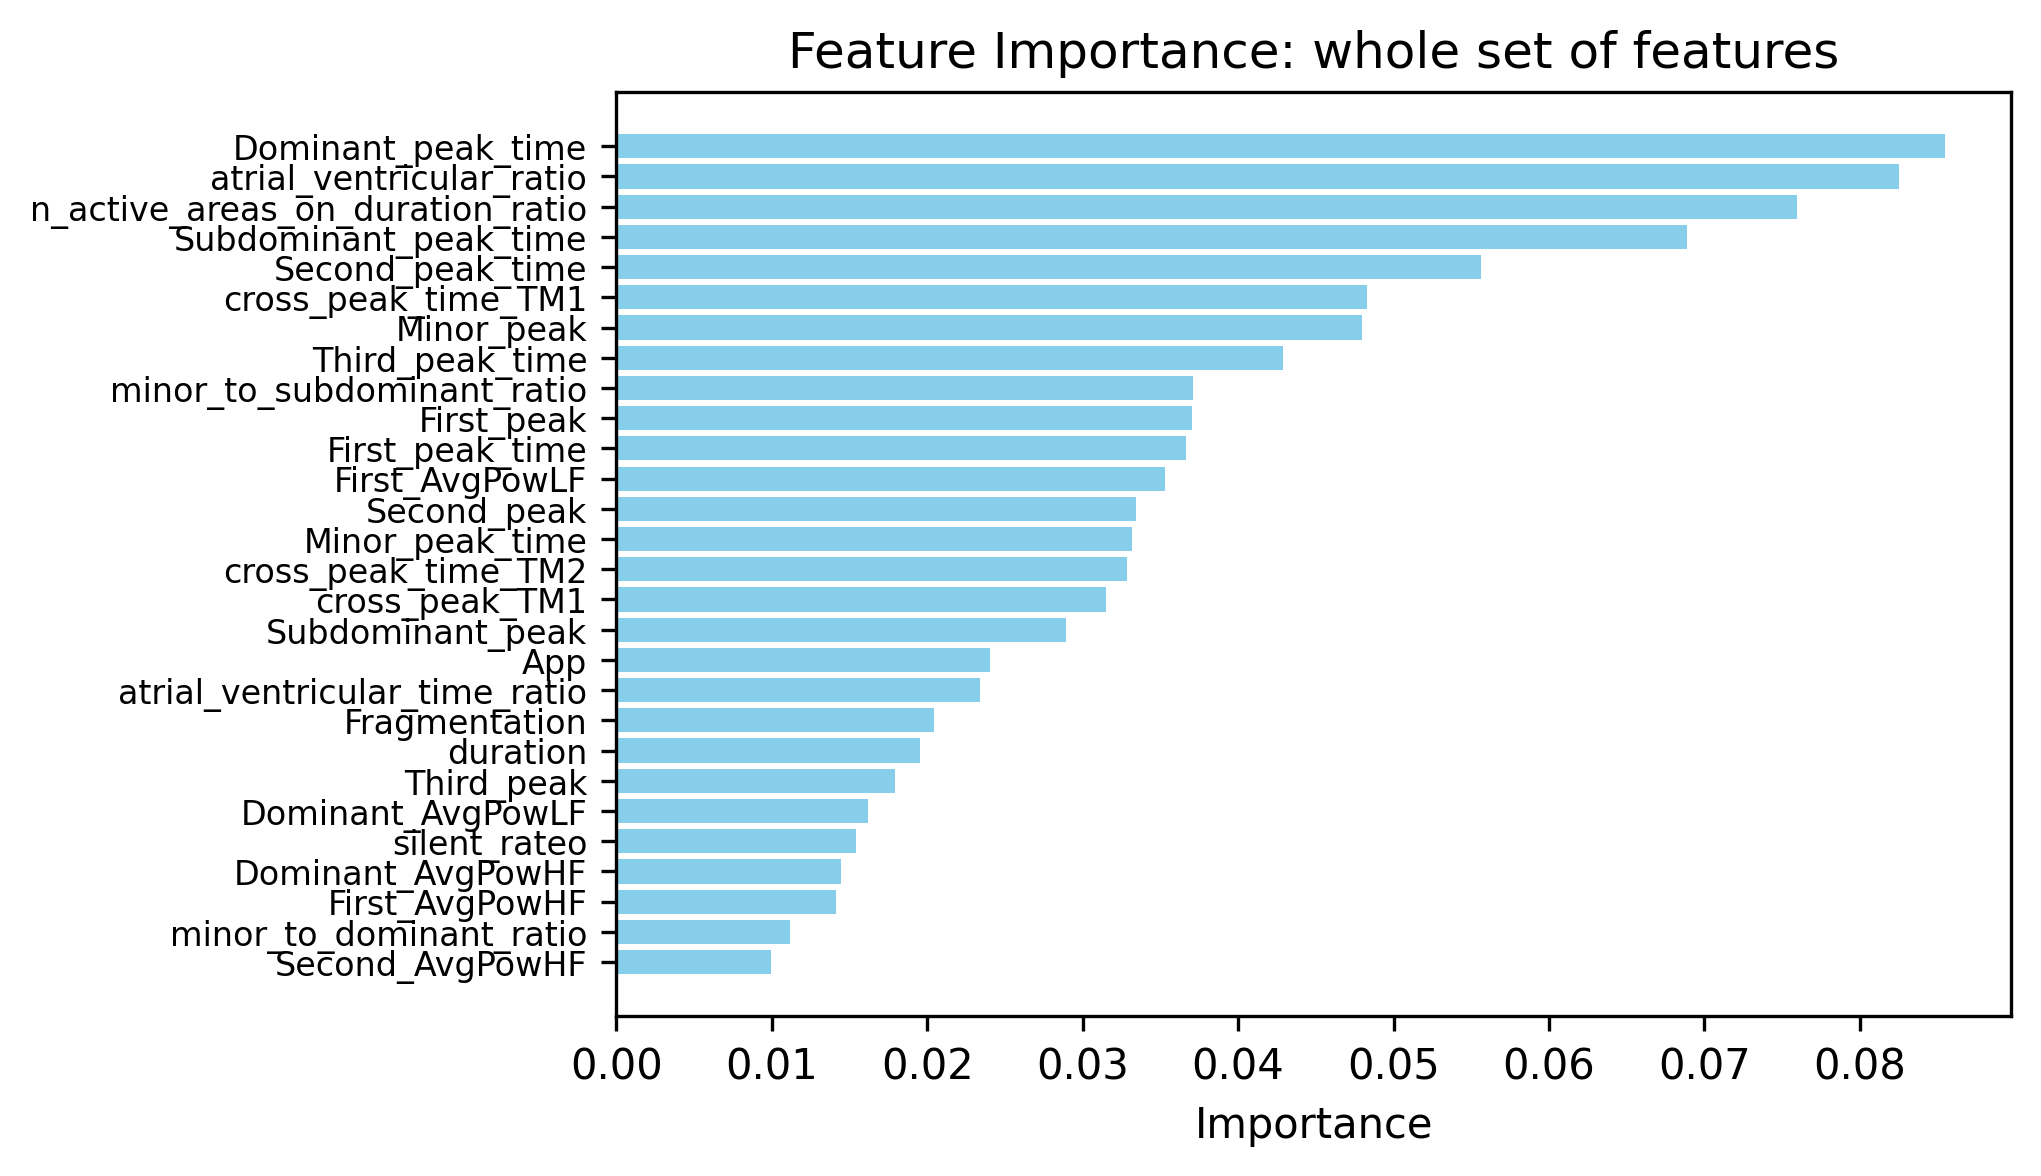 Feature Importance: whole set of features
Dominant_peak_time
atrial_ventricular_ratio
n_active_areas_on_duration_ratio
Subdominant_peak_time
Second_peak_time
cross_peak_time_TM1
Minor_peak
Third_peak_time
minor_to_subdominant_ratio
First_peak
First_peak_time
First_AvgPowLF
Second_peak
Minor_peak_time
cross_peak_time_TM2
cross_peak_TM1
Subdominant_peak
App
atrial_ventricular_time_ratio
Fragmentation
duration
Third_peak
Dominant_AvgPowLF
silent_rateo
Dominant_AvgPowHF
First_AvgPowHF
minor_to_dominant_ratio
Second_AvgPowHF
0.00 0.01 0.02 0.03 0.04 0.05 0.06 0.07 0.08
Importance